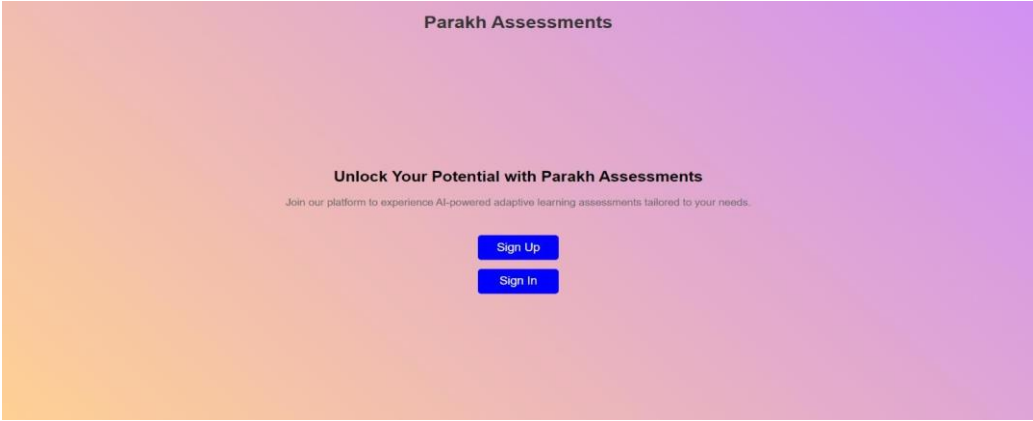 Parakh Assessments
Unlock Your Potential with Parakh Assessments
Join our platform to experience AI-powered adaptive learning assessments tailored to your needs.
Sign Up
Sign In